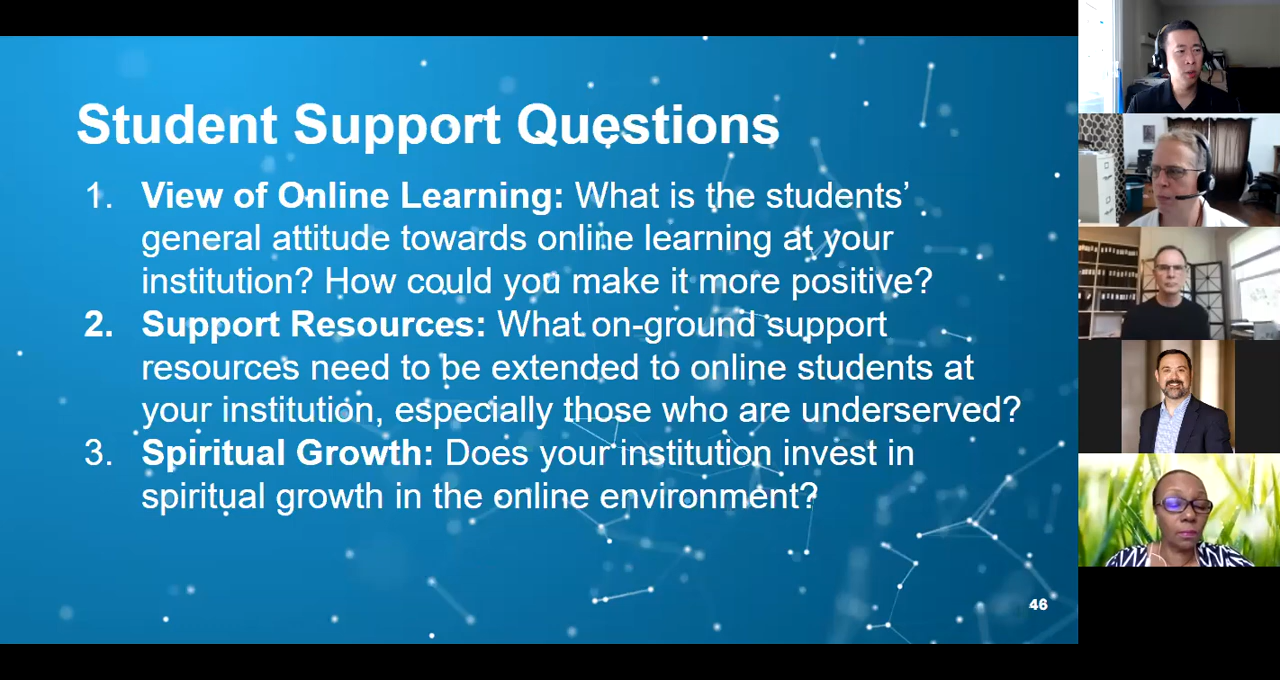 Student Support Questions
1. View of Online Learning: What is the students’
general attitude towards online learning at your
institution? How could you make it more positive?
2. Support Resources: What on-ground support
resources need to be extended to online students at
your institution, especially those who are underserved?
3. Spiritual Growth: Does your institution invest in
spiritual growth in the online environment?
46